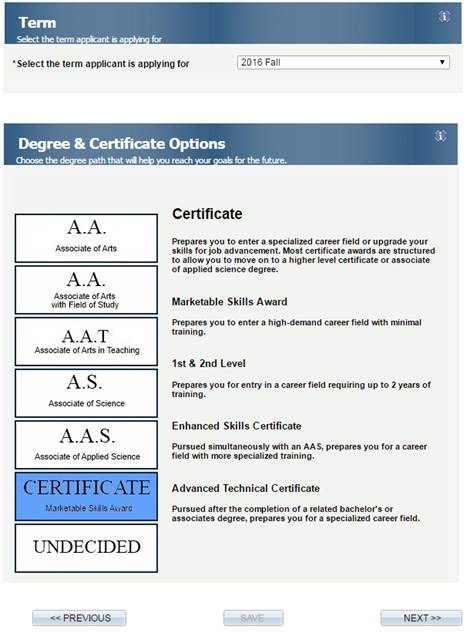 Term
Select the term applicant is applying for
*Select the term applicant is applying for
2016 Fall
Degree & Certificate Options
Choose the degree path that will help you reach your goals for the future.
A.A.
Associate of Arts
A.A.
Associate of Arts
with Field of Study
A.A.T
Associate of Arts in Teaching
A.S.
Associate of Science
A.A.S.
Associate of Applied Science
CERTIFICATE
Marketable Skills Award
UNDECIDED
Certificate
Prepares you to enter a specialized career field or upgrade your
skills for job advancement. Most certificate awards are structured
to allow you to move on to a higher level certificate or associate
of applied science degree.
Marketable Skills Award
Prepares you to enter a high-demand career field with minimal
training.
1st & 2nd Level
Prepares you for entry in a career field requiring up to 2 years of
training.
Enhanced Skills Certificate
Pursued simultaneously with an AAS, prepares you for a career
field with more specialized training.
Advanced Technical Certificate
Pursued after the completion of a related bachelor's or
associates degree, prepares you for a specialized career field.
<< PREVIOUS
SAVE
NEXT >>